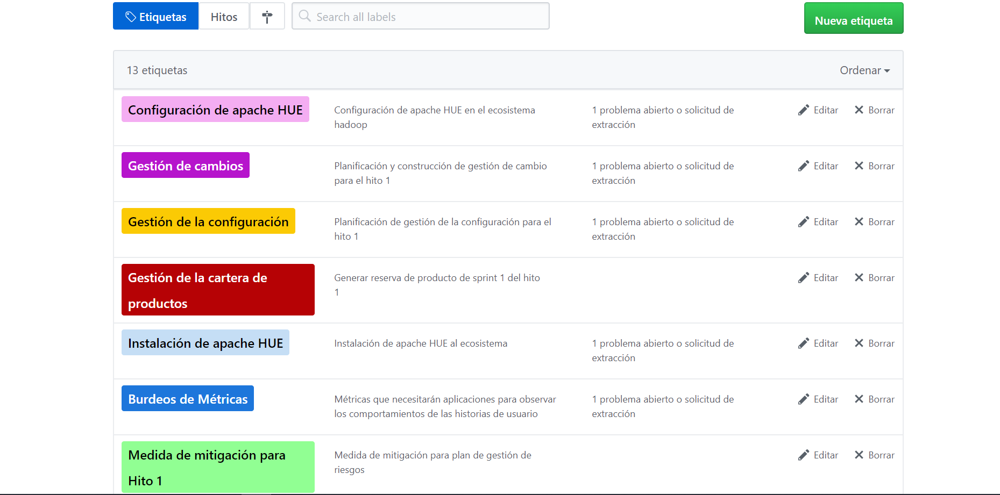 Etiquetas
Hitos
Search all labels
Nueva etiqueta
13 etiquetas
Ordenar
Configuración de apache HUE
Configuración de apache HUE en el ecosistema
hadoop
1 problema abierto o solicitud de
extracción
Editar
Borrar
Gestión de cambios
Planificación y construcción de gestión de cambio
para el hito 1
1 problema abierto o solicitud de
extracción
Editar
Borrar
Gestión de la configuración
Planificación de gestión de la configuración para el
hito 1
1 problema abierto o solicitud de
extracción
Editar
Borrar
Gestión de la cartera de
productos
Generar reserva de producto de sprint 1 del hito
1
Editar
Borrar
Instalación de apache HUE
Instalación de apache HUE al ecosistema
1 problema abierto o solicitud de
extracción
Editar
Borrar
Burdeos de Métricas
Métricas que necesitarán aplicaciones para observar
los comportamientos de las historias de usuario
1 problema abierto o solicitud de
extracción
Editar
Borrar
Medida de mitigación para
Hito 1
Medida de mitigación para plan de gestión de
riesgos
Editar
Borrar